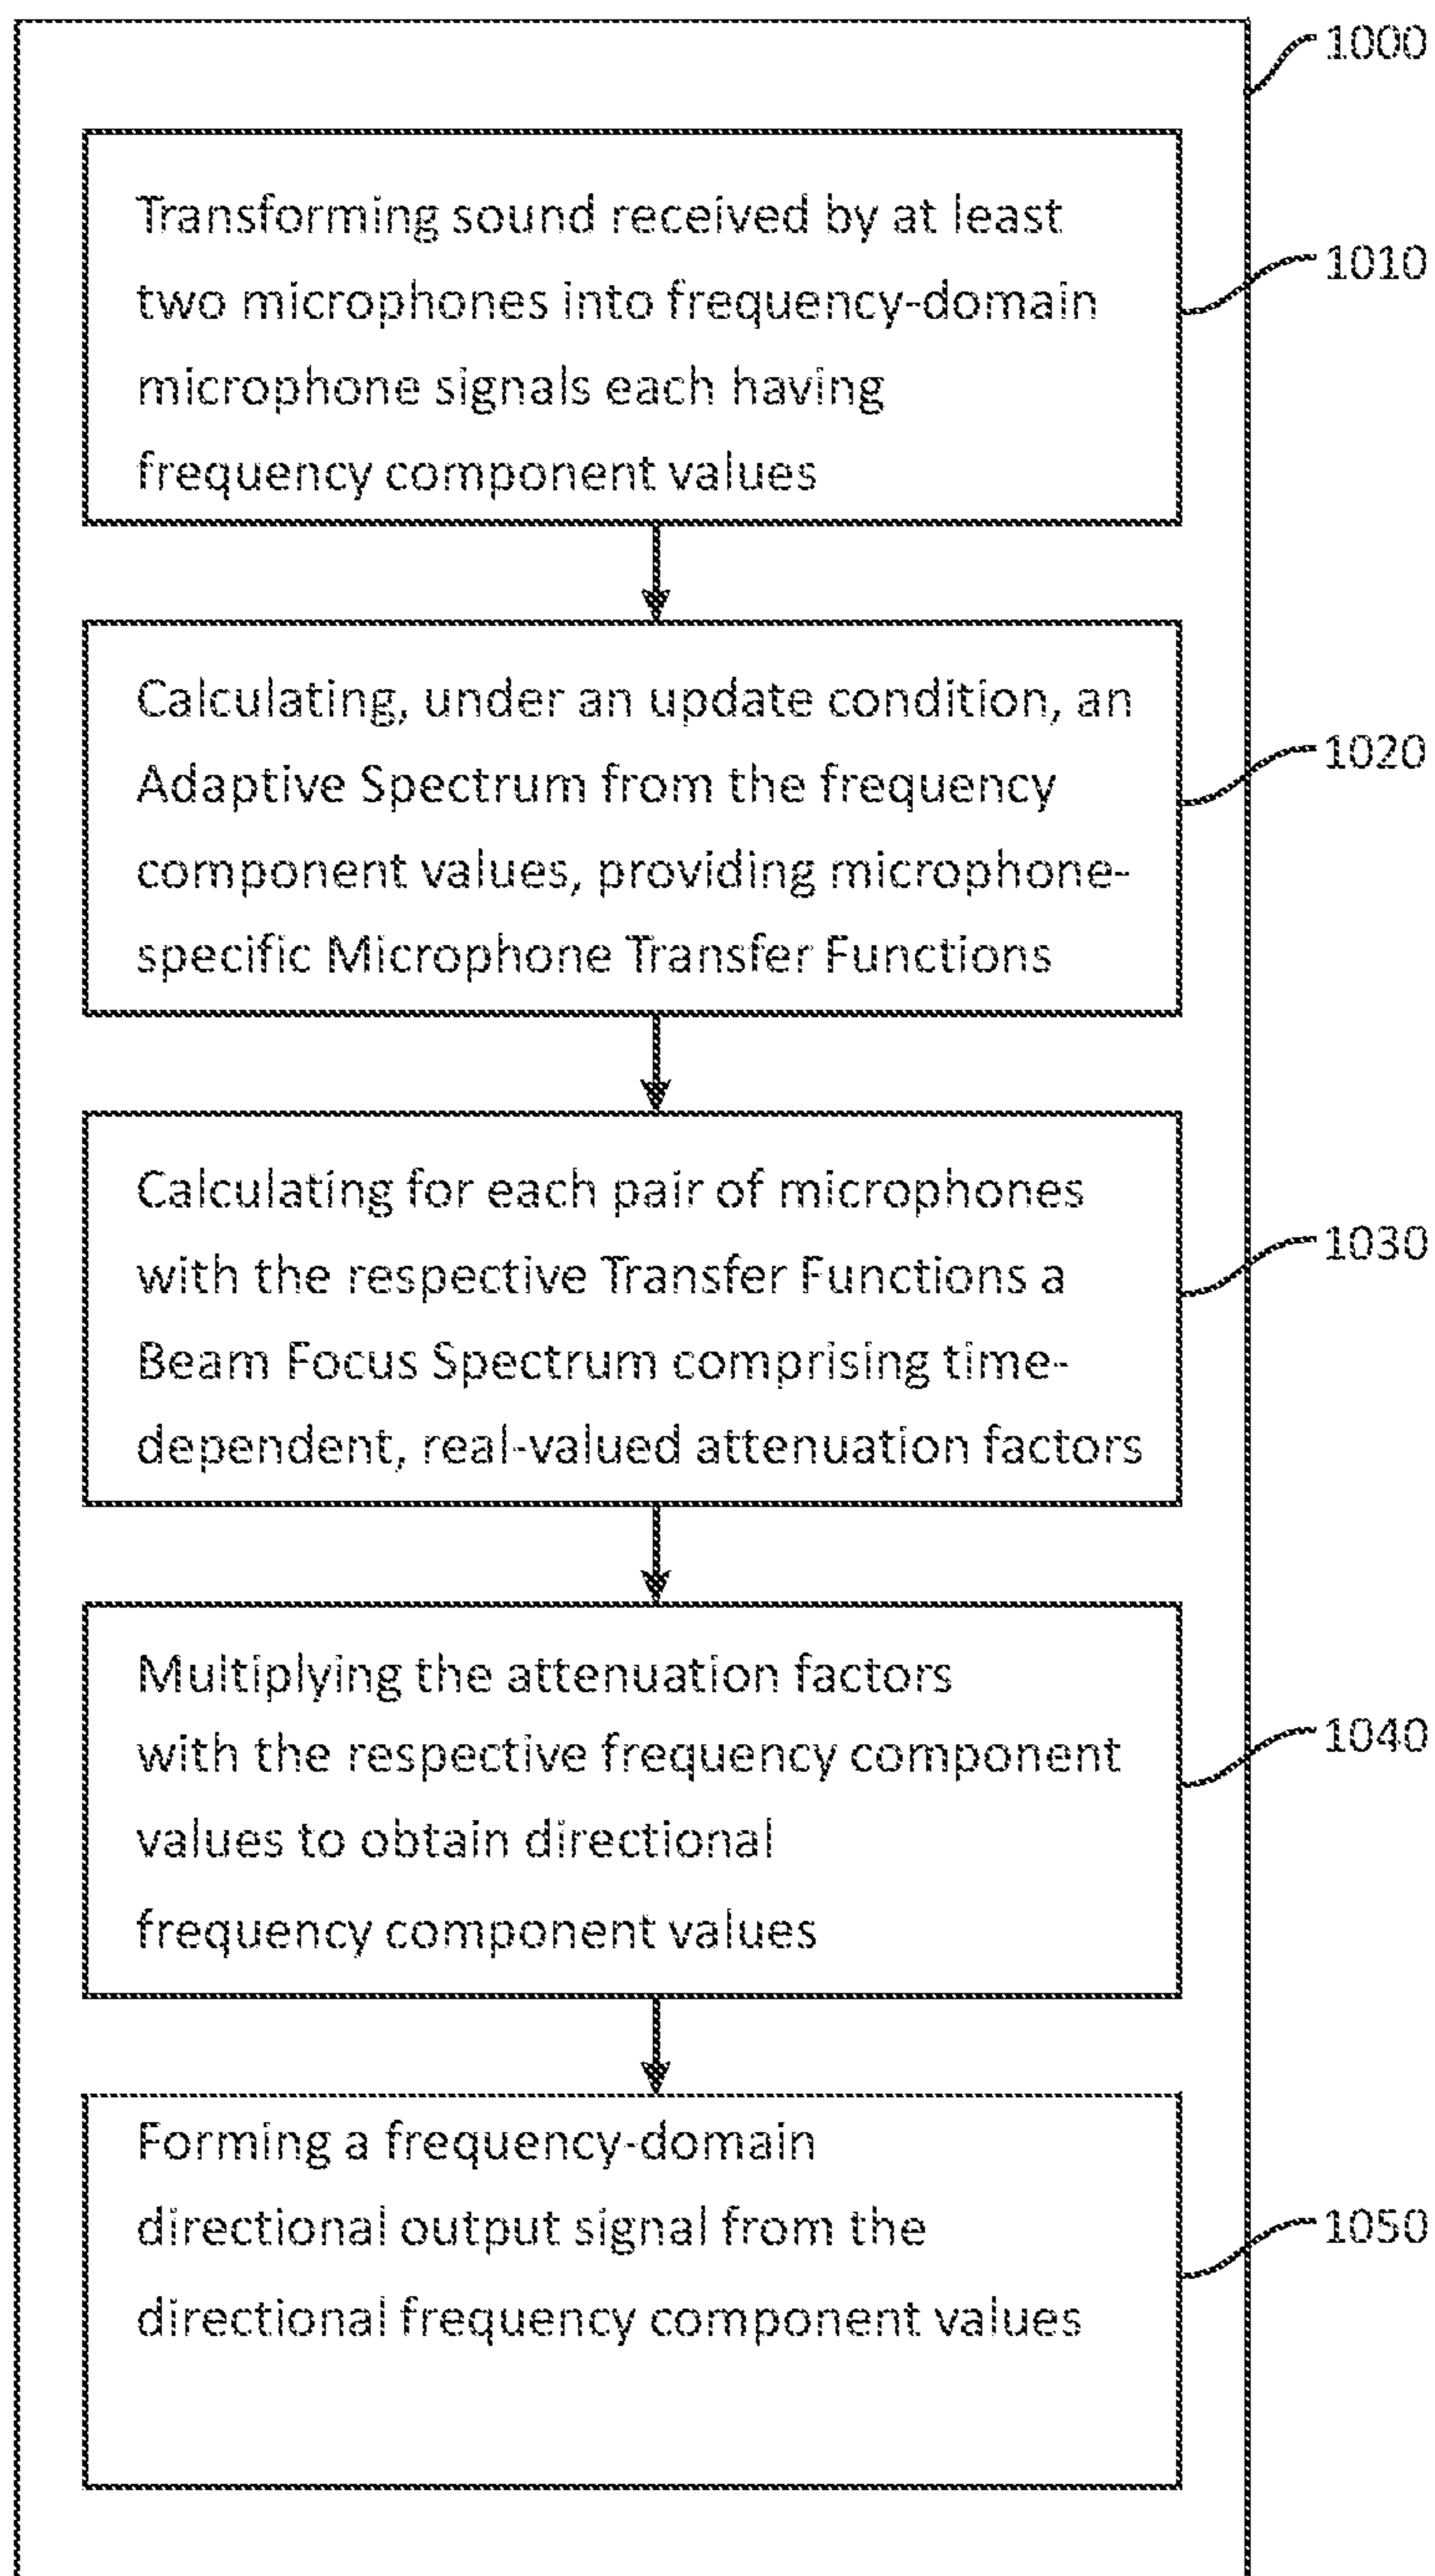 1000
Transforming sound received by at least
two microphones into frequency-domain
microphone signals each having
frequency component values
1010
Calculating, under an update condition, an
Adaptive Spectrum from the frequency
component values, providing microphone-
specific Microphone Transfer Functions
1020
Calculating for each pair of microphones
with the respective Transfer Functions a
Beam Focus Spectrum comprising time-
dependent, real-valued attenuation factors
1030
Multiplying the attenuation factors
with the respective frequency component
values to obtain directional
frequency component values
1040
Forming a frequency-domain
directional output signal from the
directional frequency component values
1050